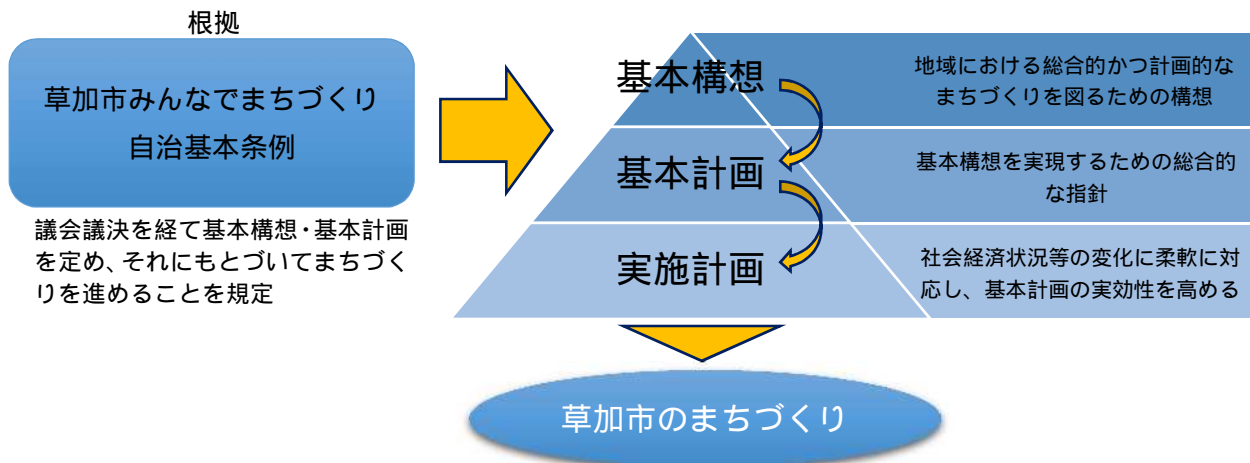 根拠
草加市みんなでまちづくり
自治基本条例
議会議決を経て基本構想・基本計画
を定め、それにもとづいてまちづく
りを進めることを規定
基本構想
地域における総合的かつ計画的な
まちづくりを図るための構想
基本計画
基本構想を実現するための総合的
な指針
実施計画
社会経済状況等の変化に柔軟に対
応し、基本計画の実効性を高める
草加市のまちづくり